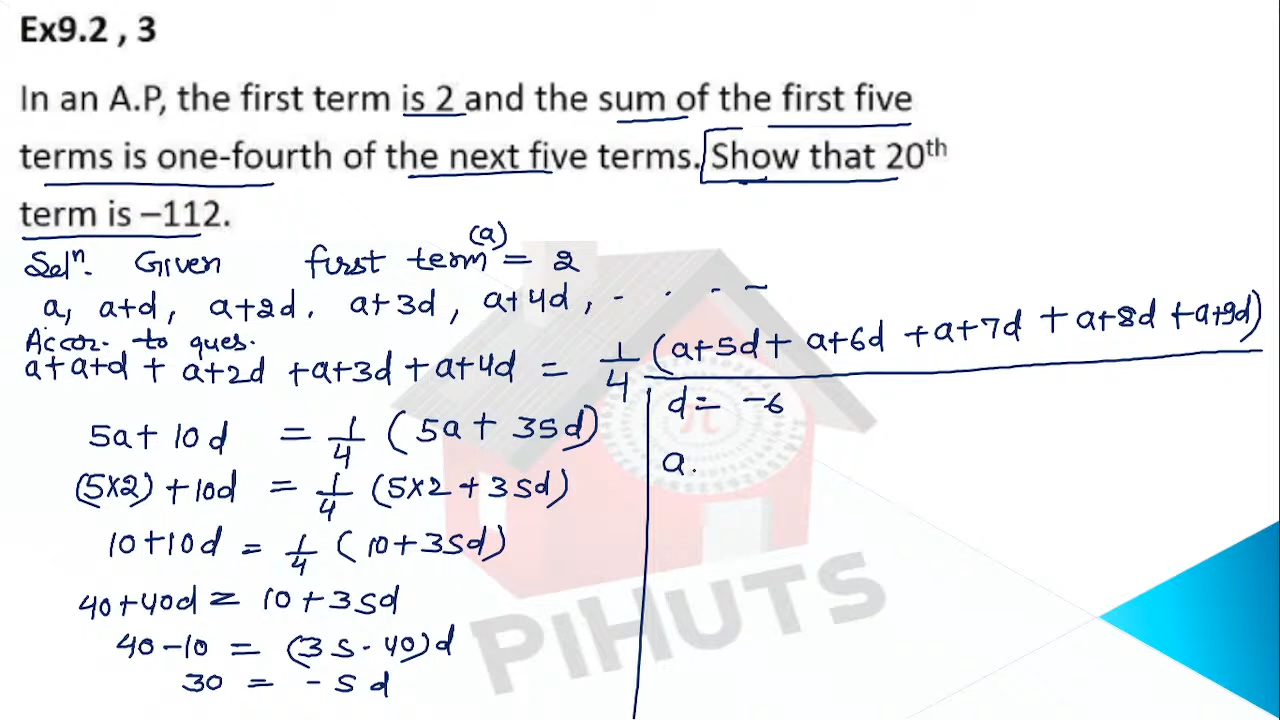 Ex9.2 , 3
In an A.P, the first term is 2 and the sum of the first five
terms is one-fourth of the next five terms. Show that 20th
term is –112.
Solⁿ. Given first term (a) = 2
a, a+d, a+2d, a+3d, a+4d, - . . - ~
Accor. to ques.
a+a+d + a+2d +a+3d+a+4d = 1/4 (a+5d+ a+6d +a+7d +a+8d +a+9d)
5a+10d = 1/4 (5a+ 35d)
(5×2)+10d = 1/4 (5×2+35d)
10+10d = 1/4 (10+35d)
40+40d = 10+35d
40-10 = (35-40)d
30 = -5d
d= -6
a.
PIHUTS
π